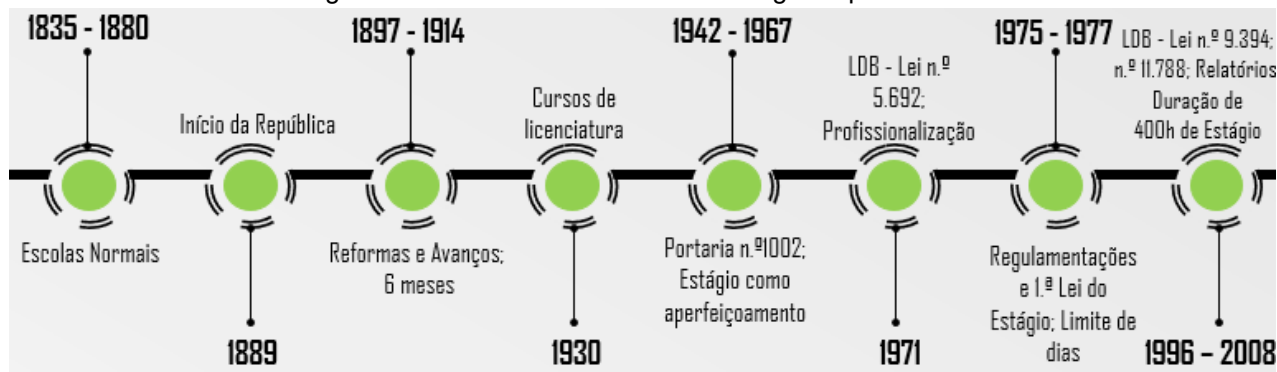 1835 - 1880
Escolas Normais
Início da República
1889
1897 - 1914
Reformas e Avanços;
6 meses
Cursos de
licenciatura
1930
1942 - 1967
Portaria n.º1002;
Estágio como
aperfeiçoamento
LDB - Lei n.º
5.692;
Profissionalização
1971
1975 - 1977
Regulamentações
e 1.ª Lei do
Estágio; Limite de
dias
LDB - Lei n.º 9.394;
n.º 11.788; Relatórios
Duração de
400h de Estágio
1996 – 2008